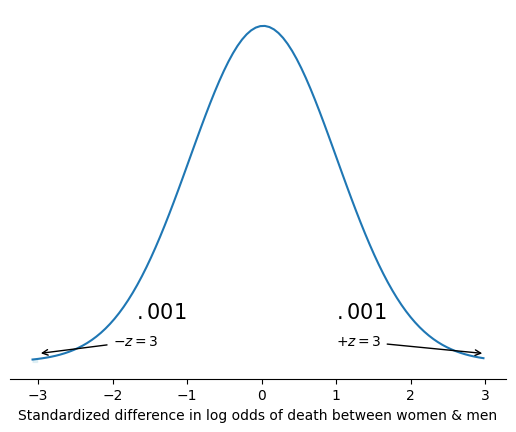 .001 .001
−z = 3 +z = 3
−3 −2 −1 0 1 2 3
Standardized difference in log odds of death between women & men